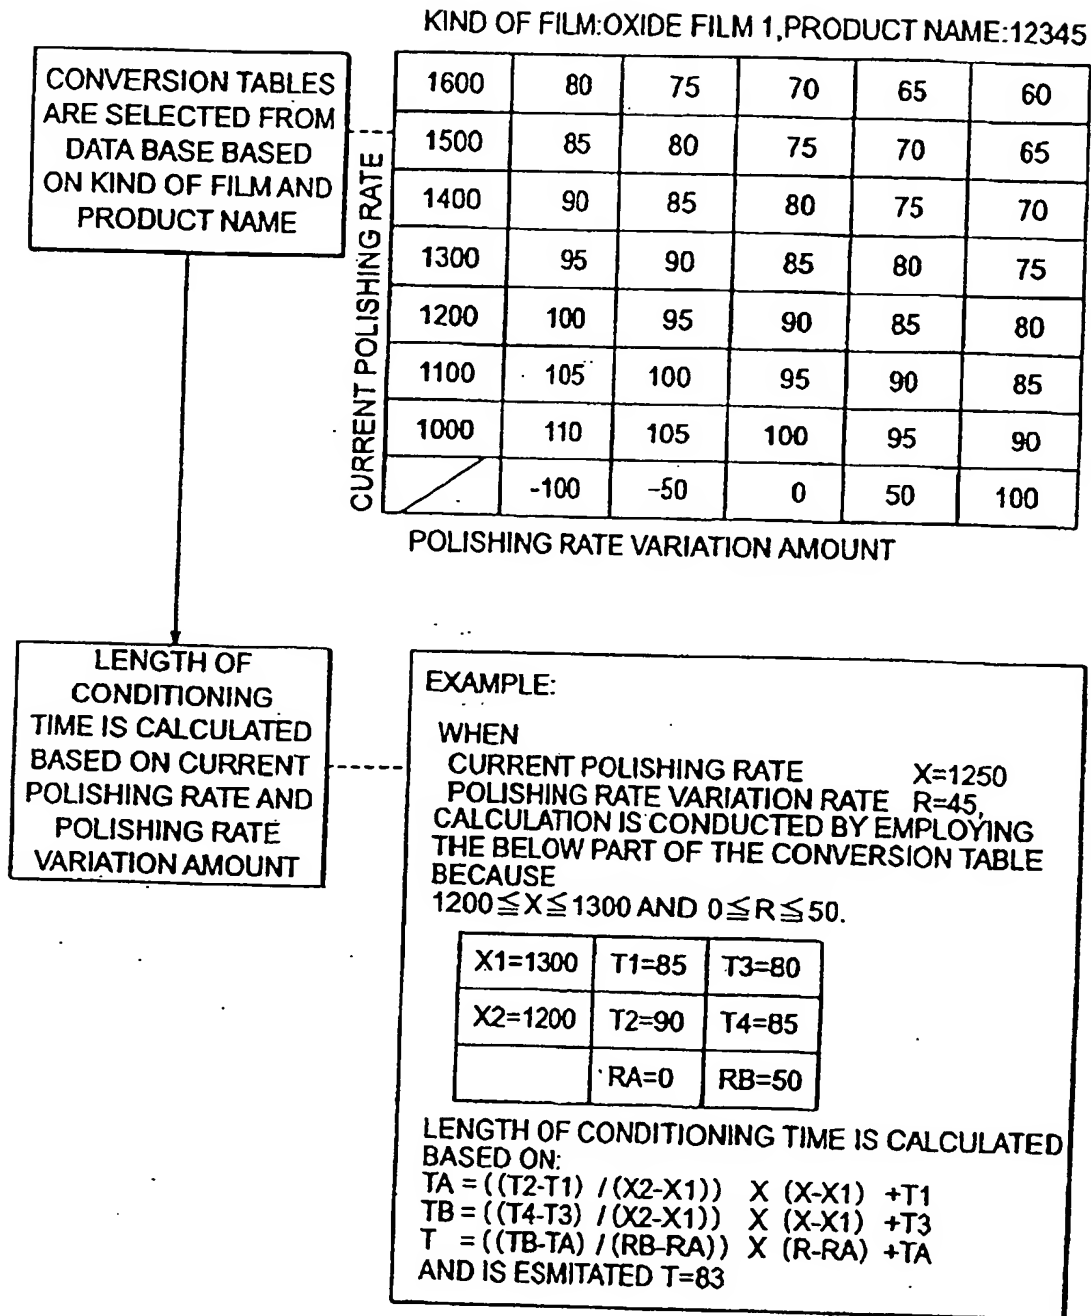 KIND OF FILM:OXIDE FILM 1,PRODUCT NAME:12345
CONVERSION TABLES
ARE SELECTED FROM
DATA BASE BASED
ON KIND OF FILM AND
PRODUCT NAME
CURRENT POLISHING RATE
1600 80 75 70 65 60
1500 85 80 75 70 65
1400 90 85 80 75 70
1300 95 90 85 80 75
1200 100 95 90 85 80
1100 105 100 95 90 85
1000 110 105 100 95 90
-100 -50 0 50 100
POLISHING RATE VARIATION AMOUNT
LENGTH OF
CONDITIONING
TIME IS CALCULATED
BASED ON CURRENT
POLISHING RATE AND
POLISHING RATE
VARIATION AMOUNT
EXAMPLE:
WHEN
CURRENT POLISHING RATE X=1250
POLISHING RATE VARIATION RATE R=45,
CALCULATION IS CONDUCTED BY EMPLOYING
THE BELOW PART OF THE CONVERSION TABLE
BECAUSE
1200≦X≦1300 AND 0≦R≦50.
X1=1300 T1=85 T3=80
X2=1200 T2=90 T4=85
RA=0 RB=50
LENGTH OF CONDITIONING TIME IS CALCULATED
BASED ON:
TA = ((T2-T1) / (X2-X1)) X (X-X1) +T1
TB = ((T4-T3) / (X2-X1)) X (X-X1) +T3
T = ((TB-TA) / (RB-RA)) X (R-RA) +TA
AND IS ESMITATED T=83